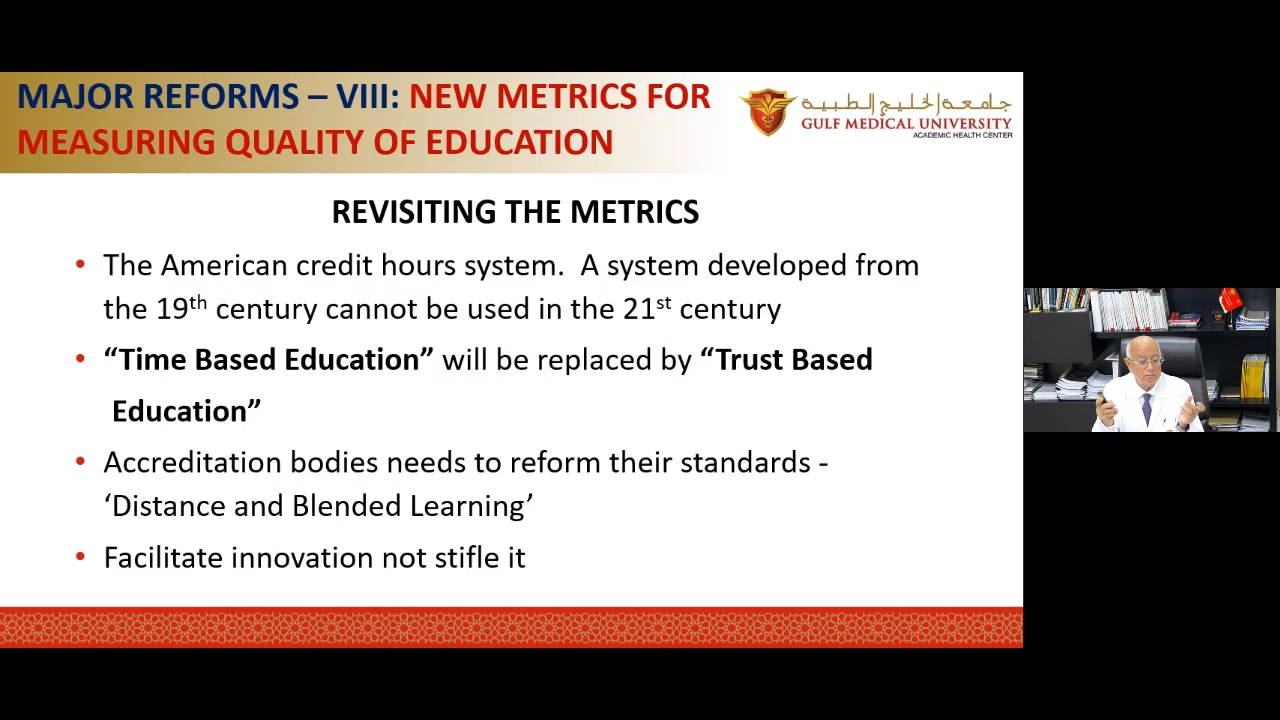 MAJOR REFORMS – VIII: NEW METRICS FOR
MEASURING QUALITY OF EDUCATION
جامعة الخليج الطبية
GULF MEDICAL UNIVERSITY
ACADEMIC HEALTH CENTER
REVISITING THE METRICS
• The American credit hours system. A system developed from
the 19th century cannot be used in the 21st century
• “Time Based Education” will be replaced by “Trust Based
Education”
• Accreditation bodies needs to reform their standards -
‘Distance and Blended Learning’
• Facilitate innovation not stifle it